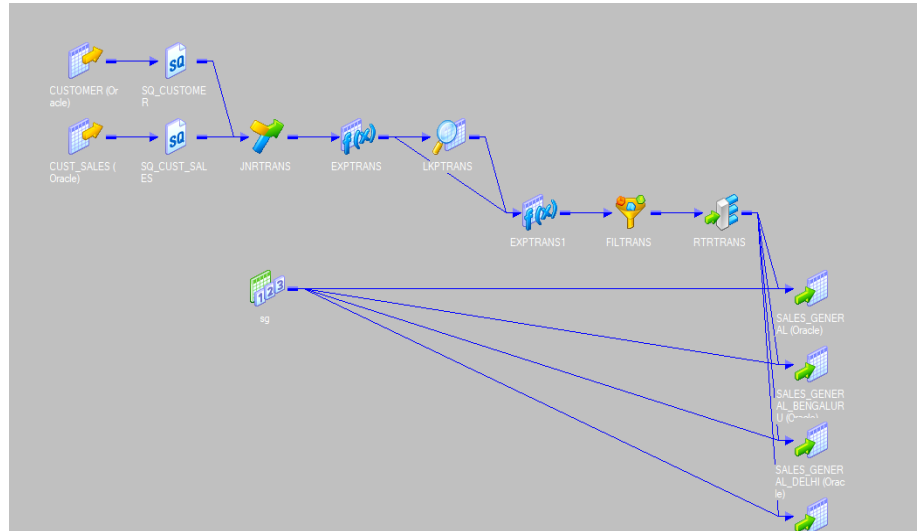 CUSTOMER (Or
acle)
SQ_CUSTOME
R
CUST_SALES (
Oracle)
SQ_CUST_SAL
ES
JNRTRANS
EXPTRANS
LKPTRANS
EXPTRANS1
FILTRANS
RTRTRANS
sg
SALES_GENER
AL (Oracle)
SALES_GENER
AL_BENGALUR
U (Oracle)
SALES_GENER
AL_DELHI (Orac
le)